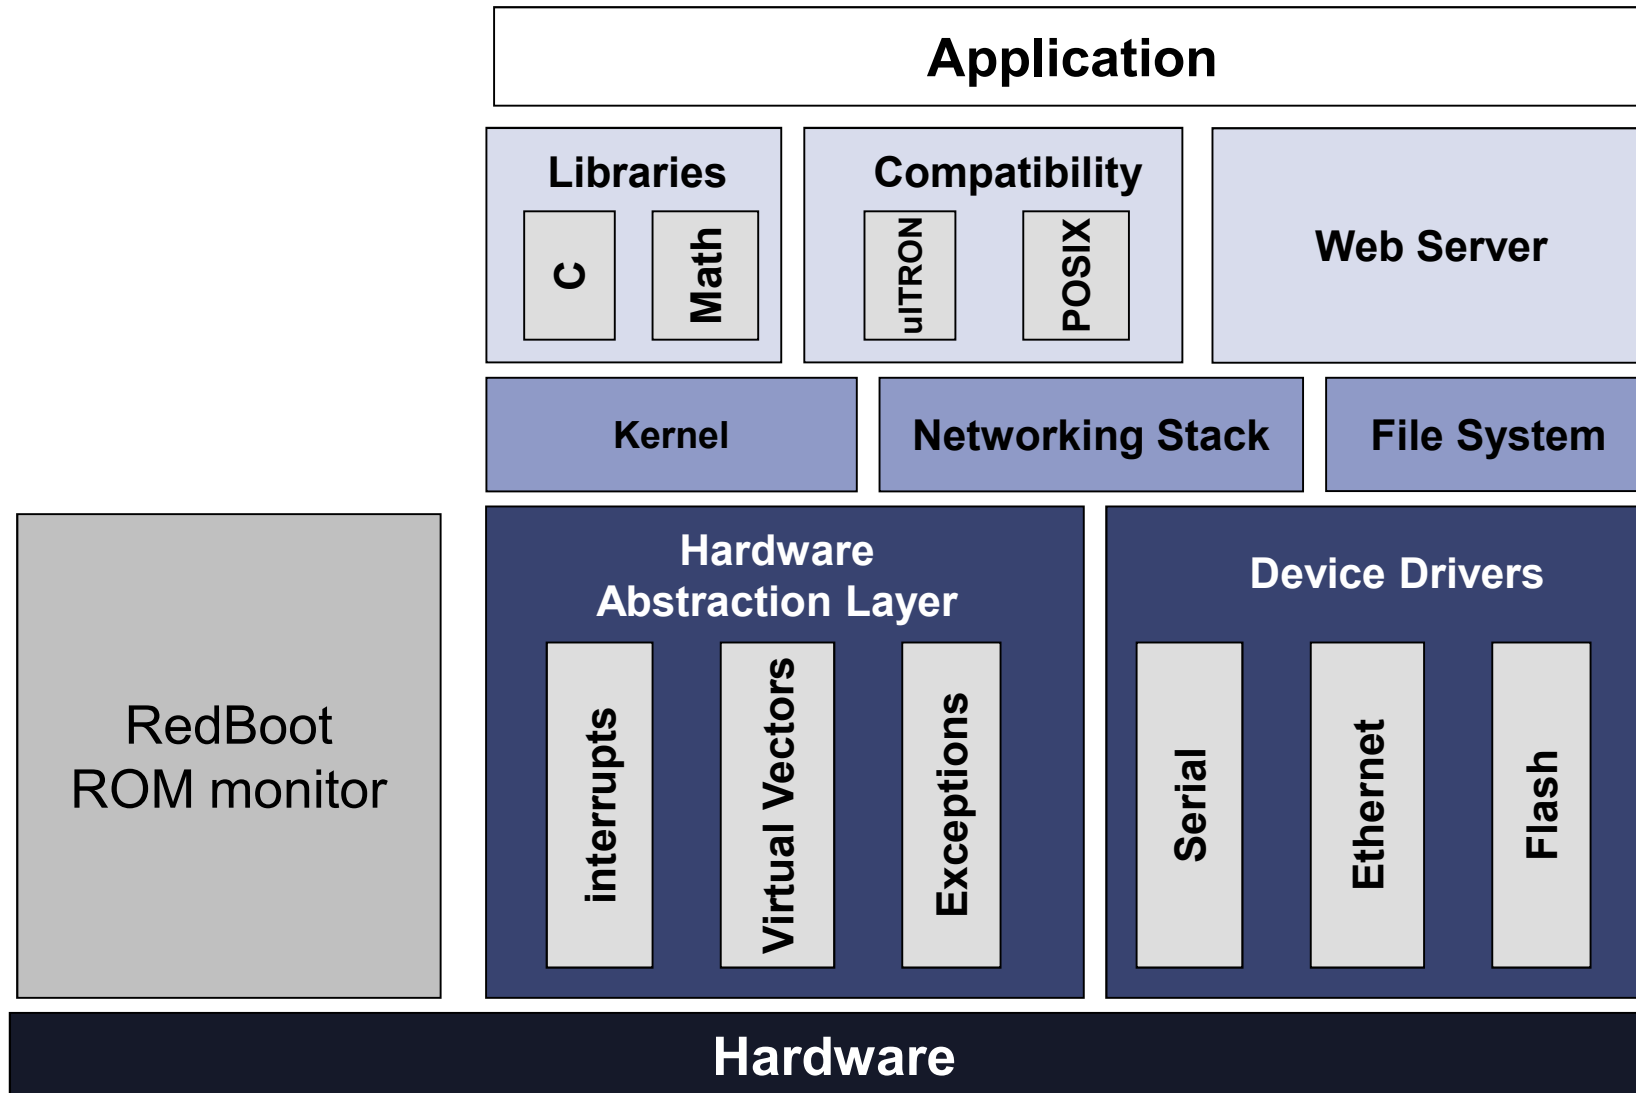 Application
Libraries
C
Math
Compatibility
uITRON
POSIX
Web Server
Kernel
Networking Stack
File System
RedBoot
ROM monitor
Hardware
Abstraction Layer
interrupts
Virtual Vectors
Exceptions
Device Drivers
Serial
Ethernet
Flash
Hardware